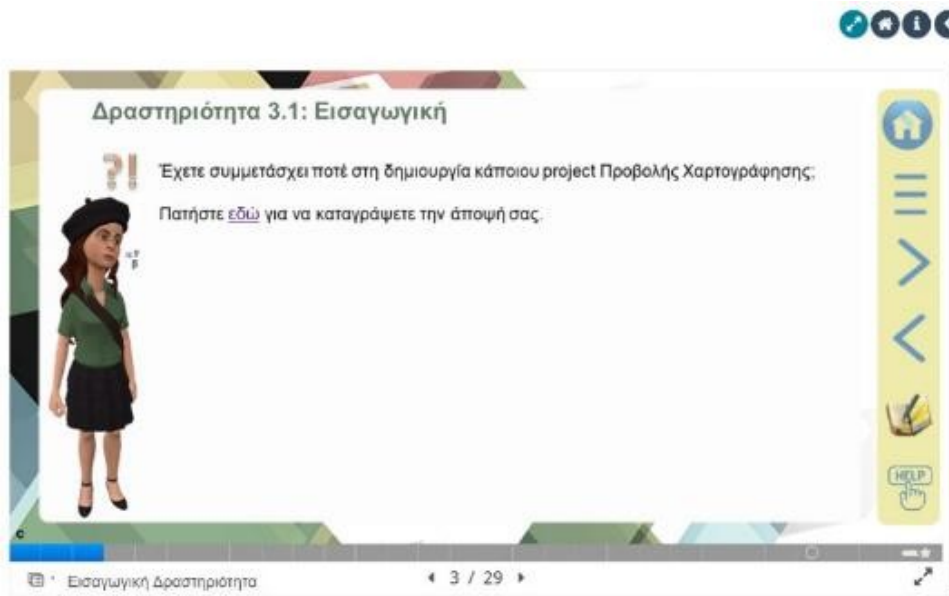 Δραστηριότητα 3.1: Εισαγωγική
?!
Έχετε συμμετάσχει ποτέ στη δημιουργία κάποιου project Προβολής Χαρτογράφησης;
Πατήστε εδώ για να καταγράψετε την άποψή σας.
HELP
Εισαγωγική Δραστηριότητα
3 / 29